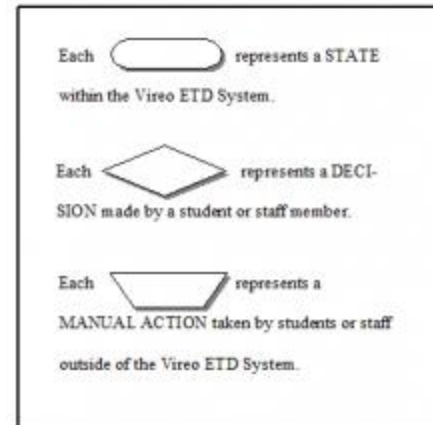 Each represents a STATE
within the Vireo ETD System.
Each represents a DECI-
SION made by a student or staff member.
Each represents a
MANUAL ACTION taken by students or staff
outside of the Vireo ETD System.